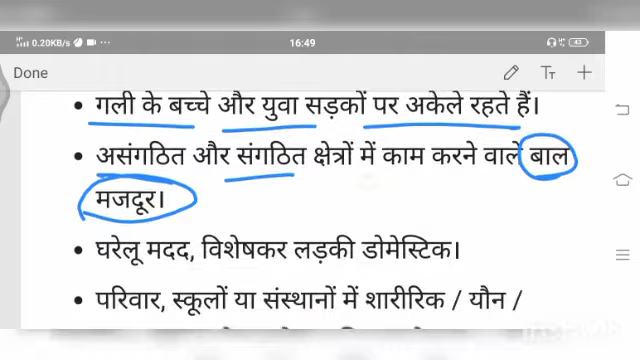 0.20KB/s
16:49
43
Done
• गली के बच्चे और युवा सड़कों पर अकेले रहते हैं।
• असंगठित और संगठित क्षेत्रों में काम करने वाले बाल
मजदूर।
• घरेलू मदद, विशेषकर लड़की डोमेस्टिक।
• परिवार, स्कूलों या संस्थानों में शारीरिक / यौन /